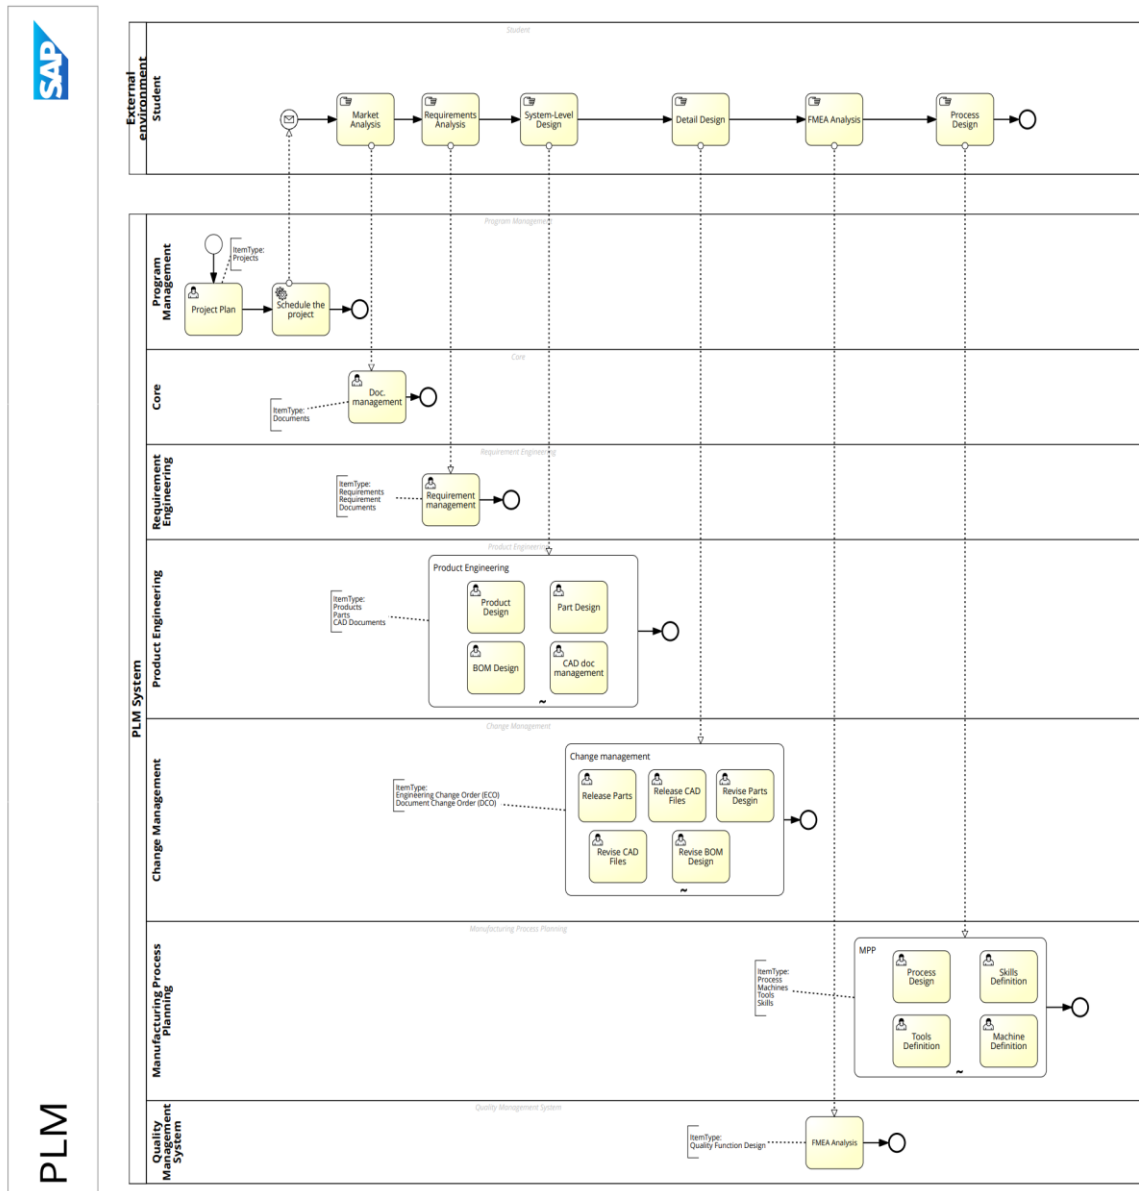 SAP
PLM
External
environment
Student
Student
Market
Analysis
Requirements
Analysis
System-Level
Design
Detail Design
FMEA Analysis
Process
Design
PLM System
Program
Management
Program Management
ItemType:
Projects
Project Plan
Schedule the
project
Core
Core
Doc.
management
ItemType:
Documents
Requirement
Engineering
Requirement Engineering
ItemType:
Requirements
Requirement
Documents
Requirement
management
Product Engineering
Product Engineering
Product Engineering
ItemType:
Products
Parts
CAD Documents
Product
Design
Part Design
BOM Design
CAD doc
management
~
Change Management
Change Management
Change management
ItemType:
Engineering Change Order (ECO)
Document Change Order (DCO)
Release Parts
Release CAD
Files
Revise Parts
Desgin
Revise CAD
Files
Revise BOM
Design
~
Manufacturing Process
Planning
Manufacturing Process Planning
MPP
ItemType:
Process
Machines
Tools
Skills
Process
Design
Skills
Definition
Tools
Definition
Machine
Definition
~
Quality
Management
System
Quality Management System
ItemType:
Quality Function Design
FMEA Analysis